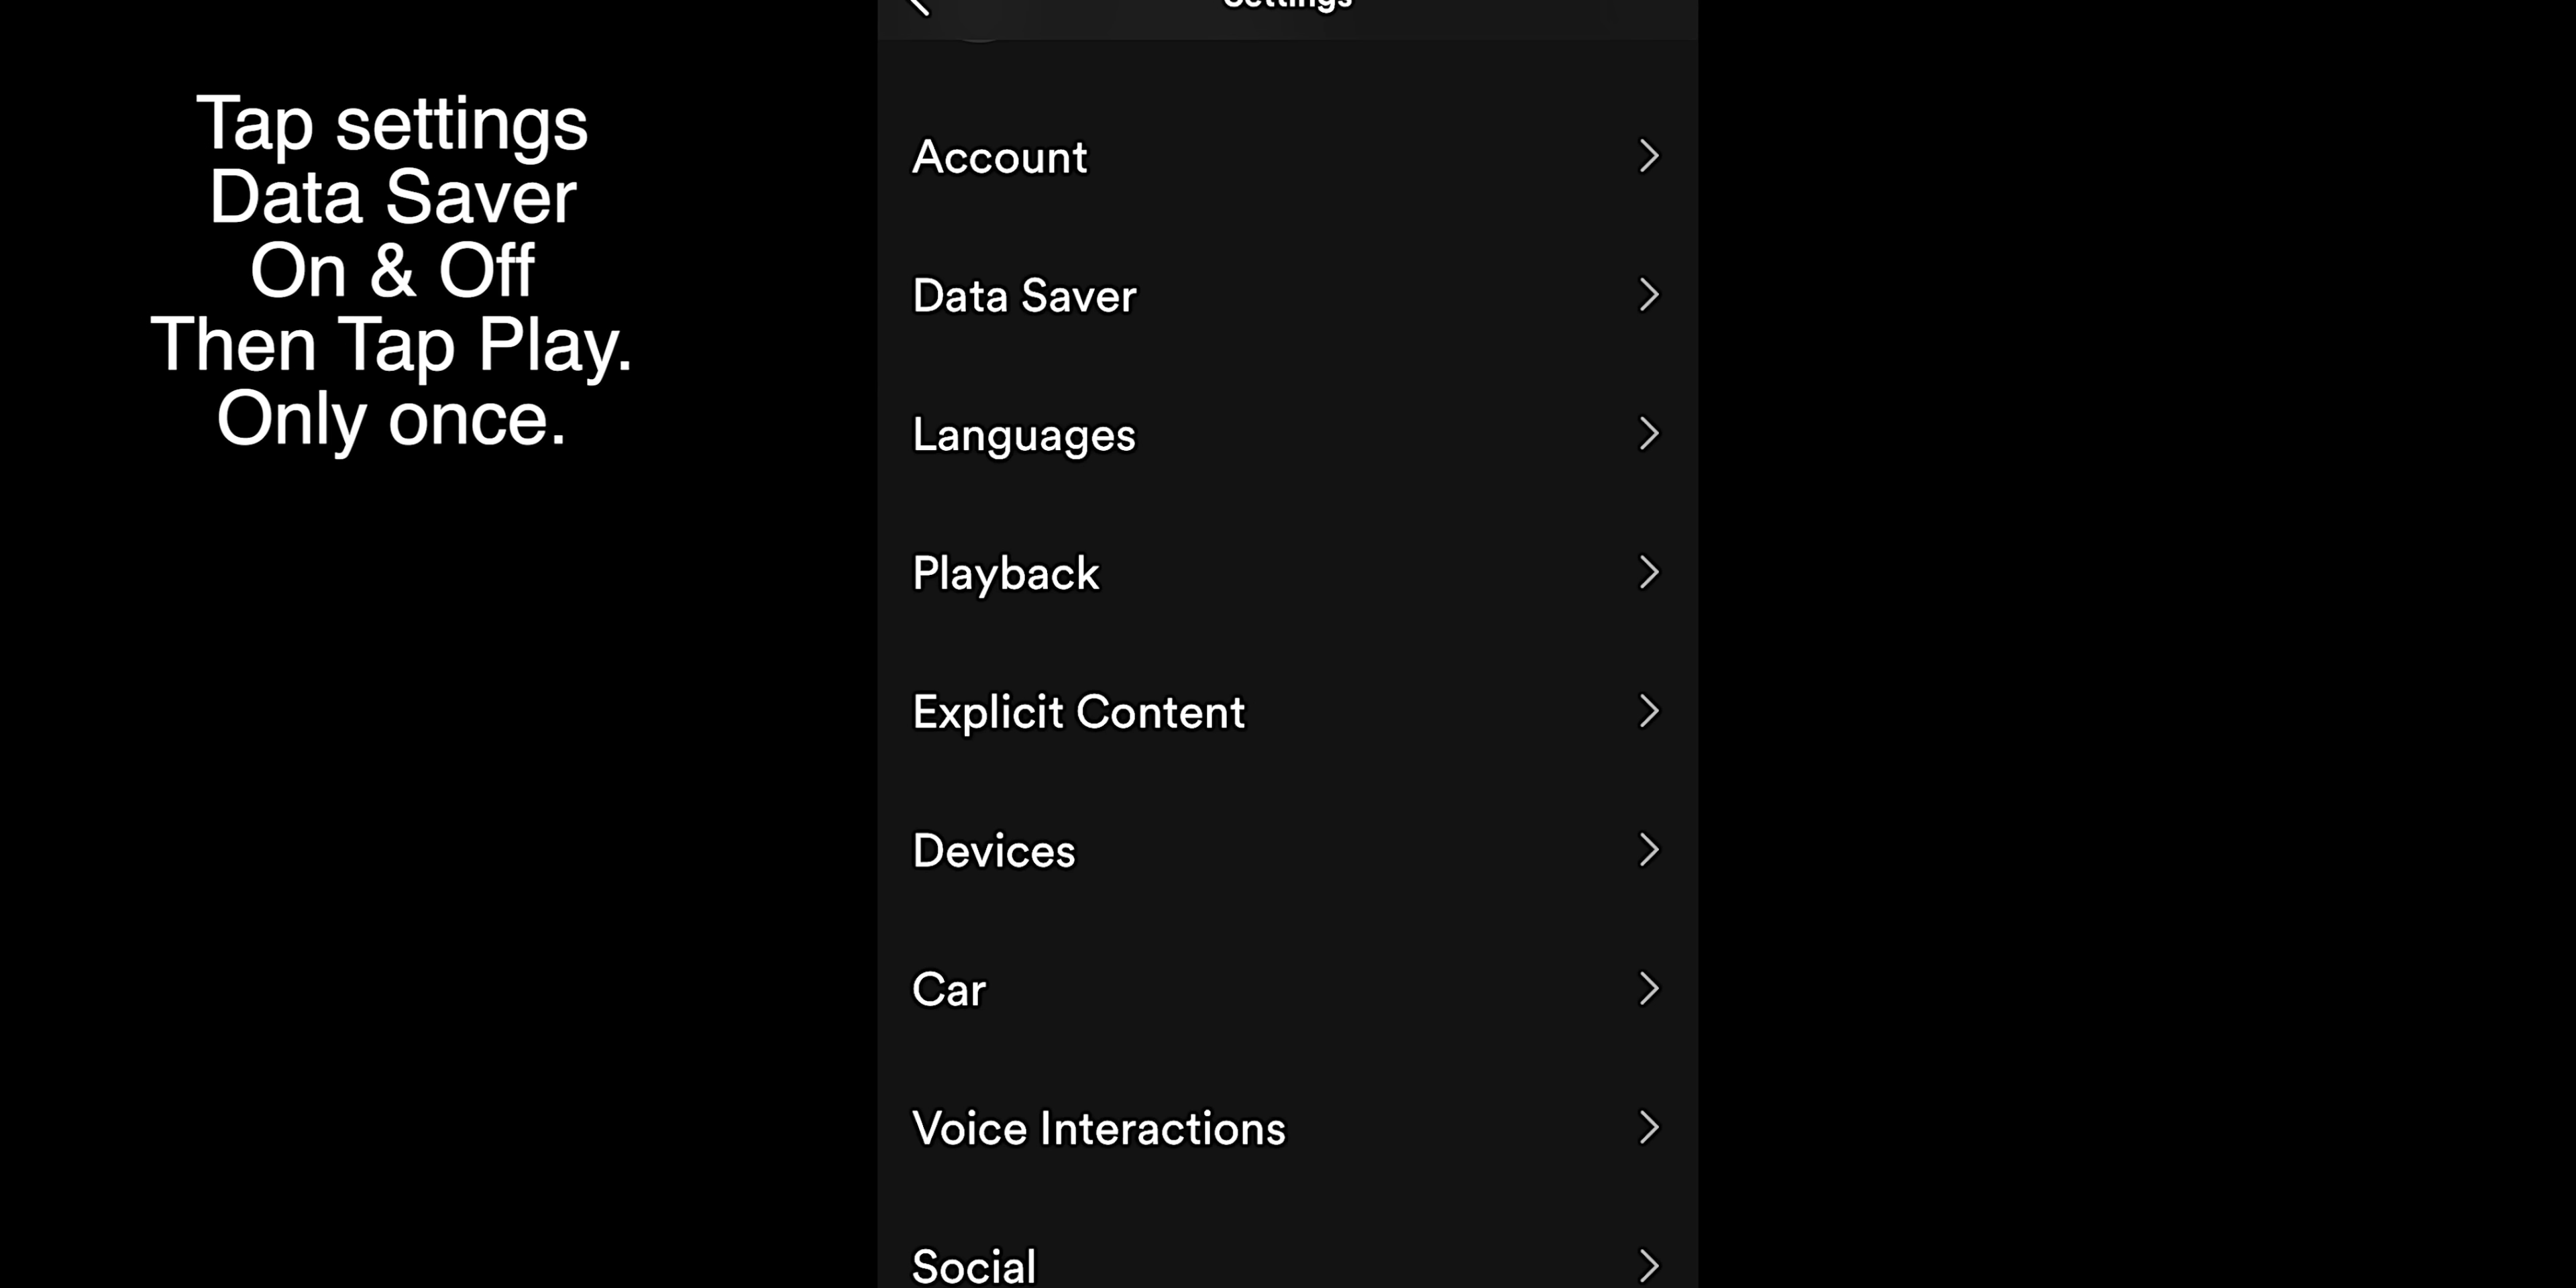 Settings
Tap settings
Data Saver
On & Off
Then Tap Play.
Only once.
Account
Data Saver
Languages
Playback
Explicit Content
Devices
Car
Voice Interactions
Social